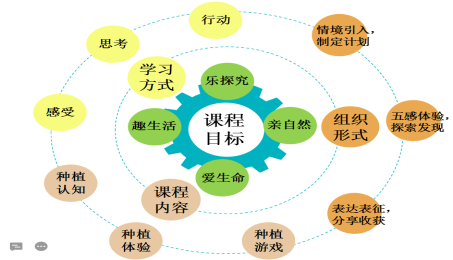 行动
思考
情境引入，
制定计划
学习
方式
乐探究
感受
趣生活
课程
目标
亲自然
组织
形式
五感体验，
探索发现
种植
认知
爱生命
课程
内容
表达表征，
分享收获
种植
体验
种植
游戏